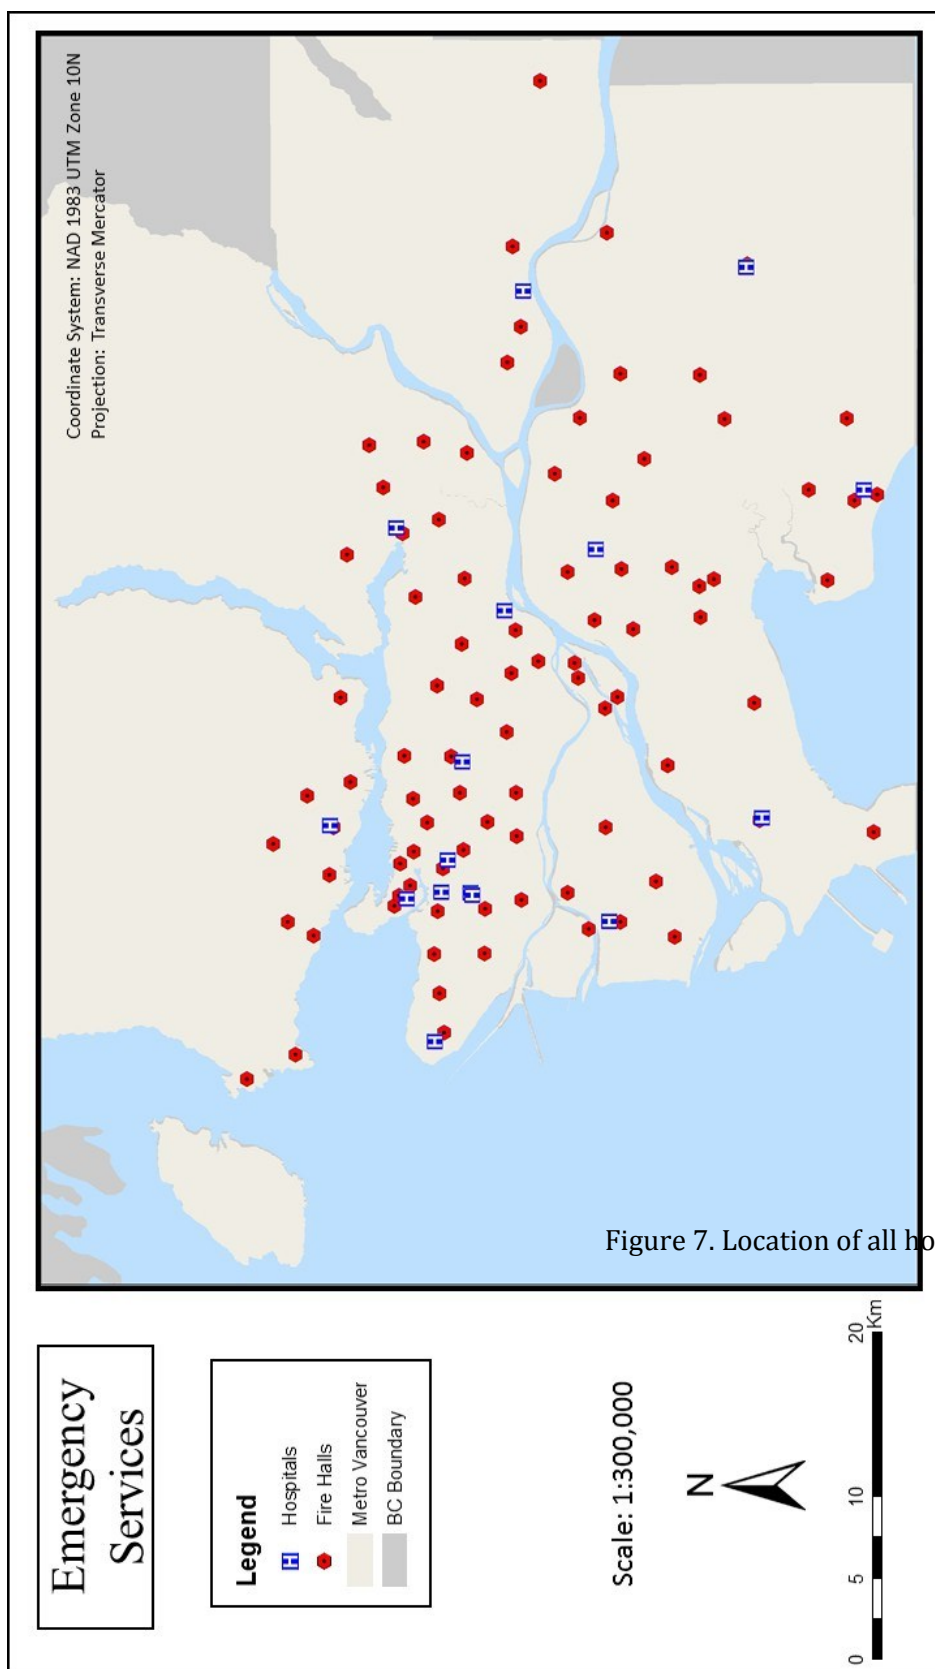 Emergency
Services
Legend
Hospitals
Fire Halls
Metro Vancouver
BC Boundary
Scale: 1:300,000
N
0 5 10 20
Km
Coordinate System: NAD 1983 UTM Zone 10N
Projection: Transverse Mercator
Figure 7. Location of all ho